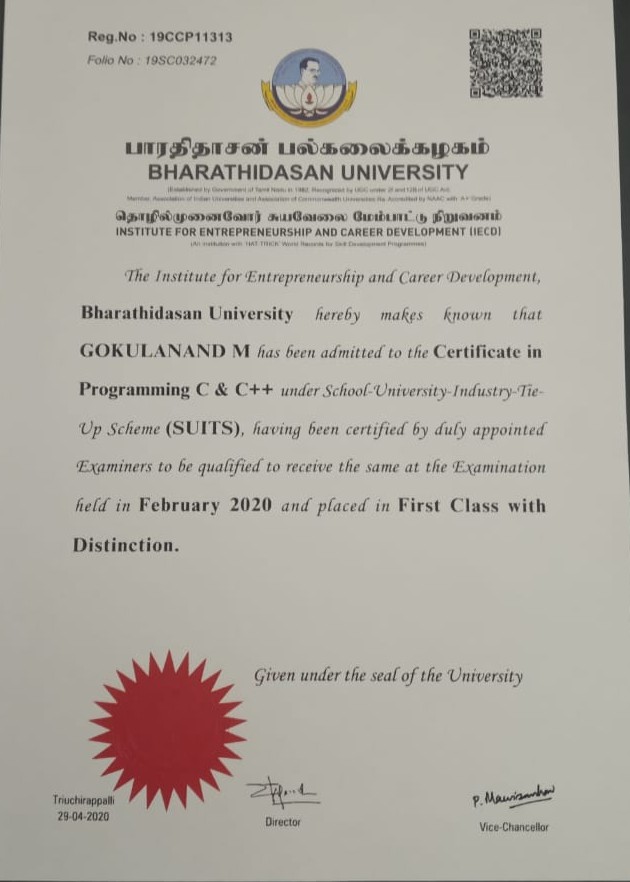 Reg.No : 19CCP11313
Folio No : 19SC032472
பாரதிதாசன் பல்கலைக்கழகம்
BHARATHIDASAN UNIVERSITY
(Established by Government of Tamil Nadu in 1982, Recognized by UGC under 2f and 12B of UGC Act
Member, Association of Indian Universities and Association of Commonwealth Universities Re Accredited by NAAC with 'A+' Grade)
தொழில்முனைவோர் சுயவேலை மேம்பாட்டு நிறுவனம்
INSTITUTE FOR ENTREPRENEURSHIP AND CAREER DEVELOPMENT (IECD)
(An Institution with 'HAT-TRICK' World Records for Skill Development Programmes)
The Institute for Entrepreneurship and Career Development,
Bharathidasan University hereby makes known that
GOKULANAND M has been admitted to the Certificate in
Programming C & C++ under School-University-Industry-Tie-
Up Scheme (SUITS), having been certified by duly appointed
Examiners to be qualified to receive the same at the Examination
held in February 2020 and placed in First Class with
Distinction.
Given under the seal of the University
Triuchirappalli
29-04-2020
Director
Vice-Chancellor